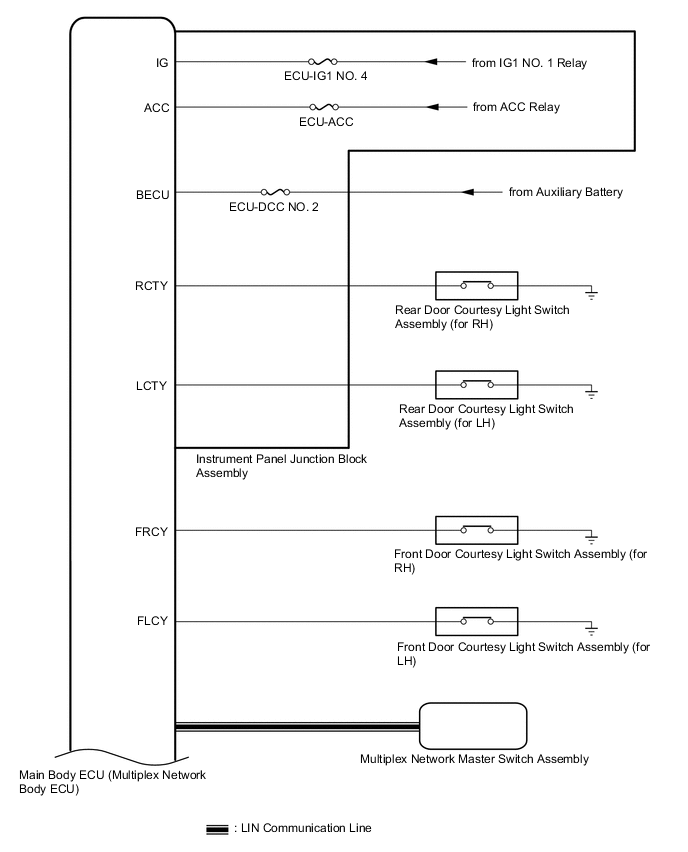 IG
ECU-IG1 NO. 4
from IG1 NO. 1 Relay
ACC
ECU-ACC
from ACC Relay
BECU
ECU-DCC NO. 2
from Auxiliary Battery
RCTY
Rear Door Courtesy Light Switch
Assembly (for RH)
LCTY
Rear Door Courtesy Light Switch
Assembly (for LH)
Instrument Panel Junction Block
Assembly
FRCY
Front Door Courtesy Light Switch Assembly (for
RH)
FLCY
Front Door Courtesy Light Switch Assembly (for
LH)
Multiplex Network Master Switch Assembly
Main Body ECU (Multiplex Network
Body ECU)
: LIN Communication Line